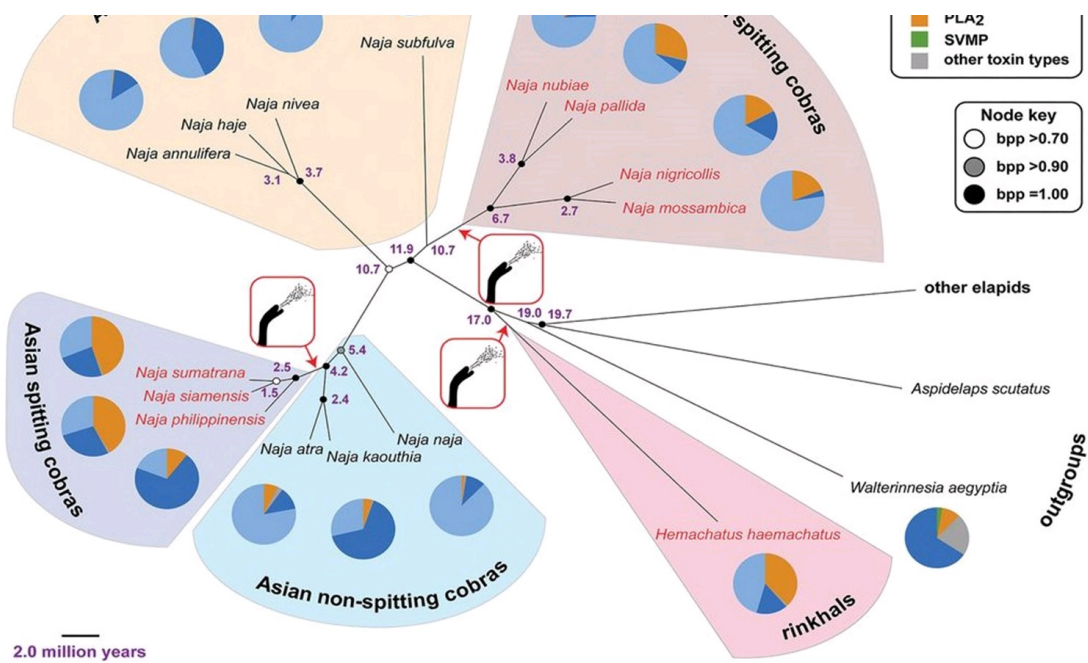 Naja subfulva
spitting cobras
PLA2
SVMP
other toxin types
Node key
bpp >0.70
bpp >0.90
bpp =1.00
Naja nubiae
Naja pallida
Naja nivea
Naja haje
Naja annulifera
3.1
3.7
3.8
Naja nigricollis
Naja mossambica
6.7
2.7
11.9
10.7
10.7
other elapids
17.0
19.0
19.7
Asian spitting cobras
2.5
5.4
4.2
Naja sumatrana
Naja siamensis
1.5
Naja philippinensis
2.4
Aspidelaps scutatus
Naja atra
Naja kaouthia
Naja naja
Walterinnesia aegyptia
outgroups
Hemachatus haemachatus
Asian non-spitting cobras
rinkhals
2.0 million years